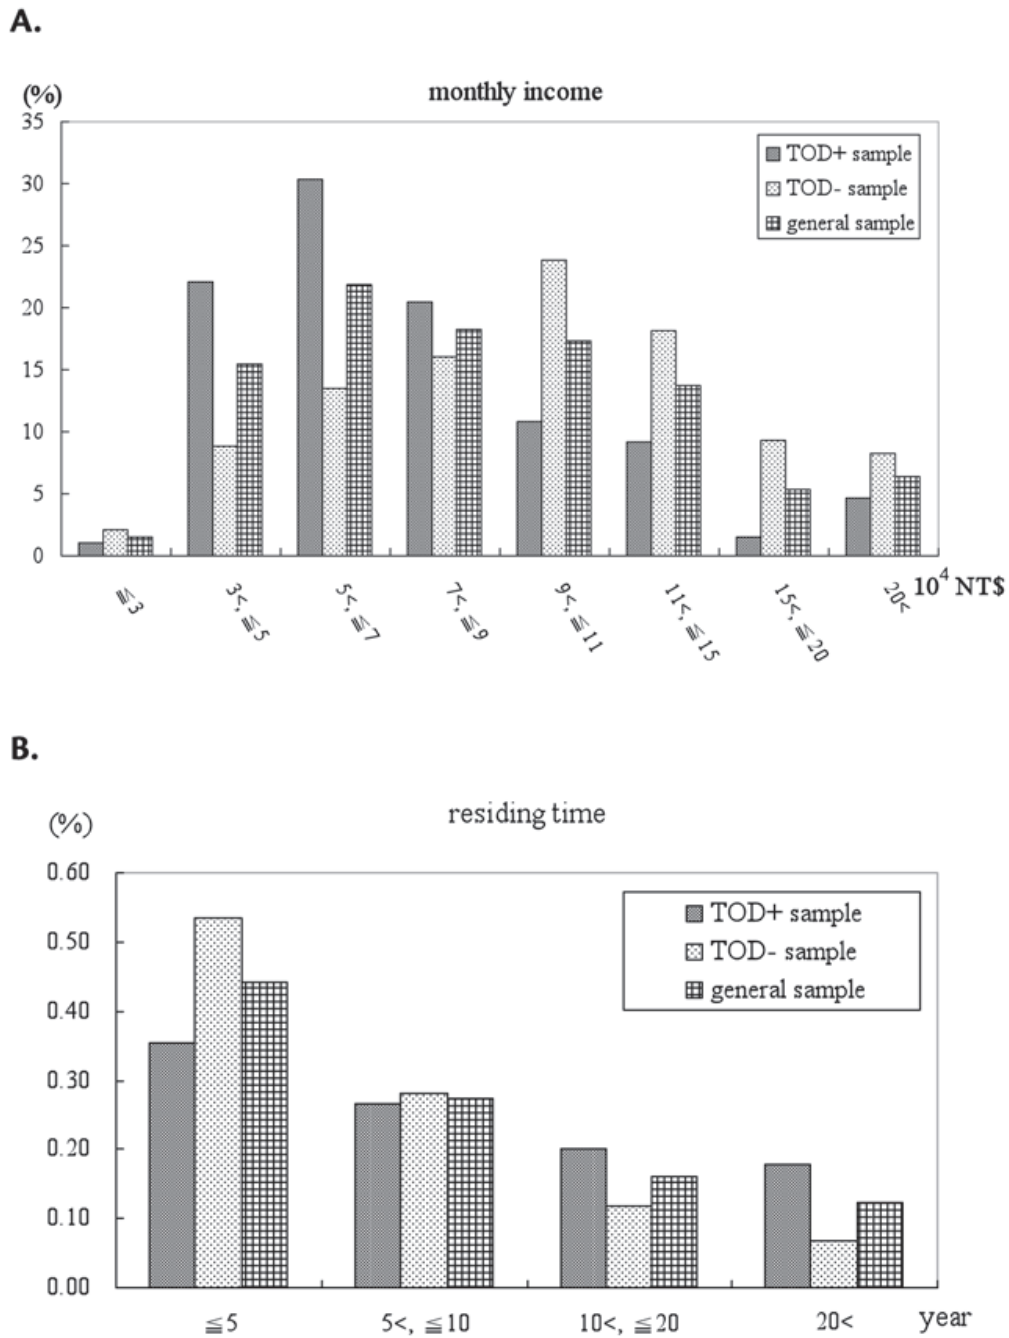 A.
monthly income
(%)
35
30
25
20
15
10
5
0
TOD+ sample
TOD- sample
general sample
≦3
3<, ≦5
5<, ≦7
7<, ≦9
9<, ≦11
11<, ≦15
15<, ≦20
20<
10⁴ NT$
B.
residing time
(%)
0.60
0.50
0.40
0.30
0.20
0.10
0.00
TOD+ sample
TOD- sample
general sample
≦5
5<, ≦10
10<, ≦20
20<
year